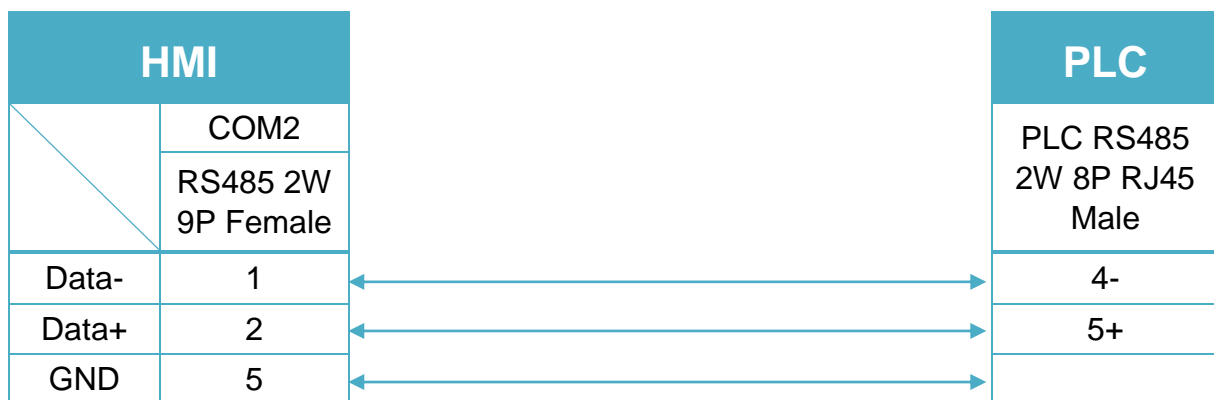 HMI
PLC
COM2
RS485 2W
9P Female
PLC RS485
2W 8P RJ45
Male
Data- 1 4-
Data+ 2 5+
GND 5